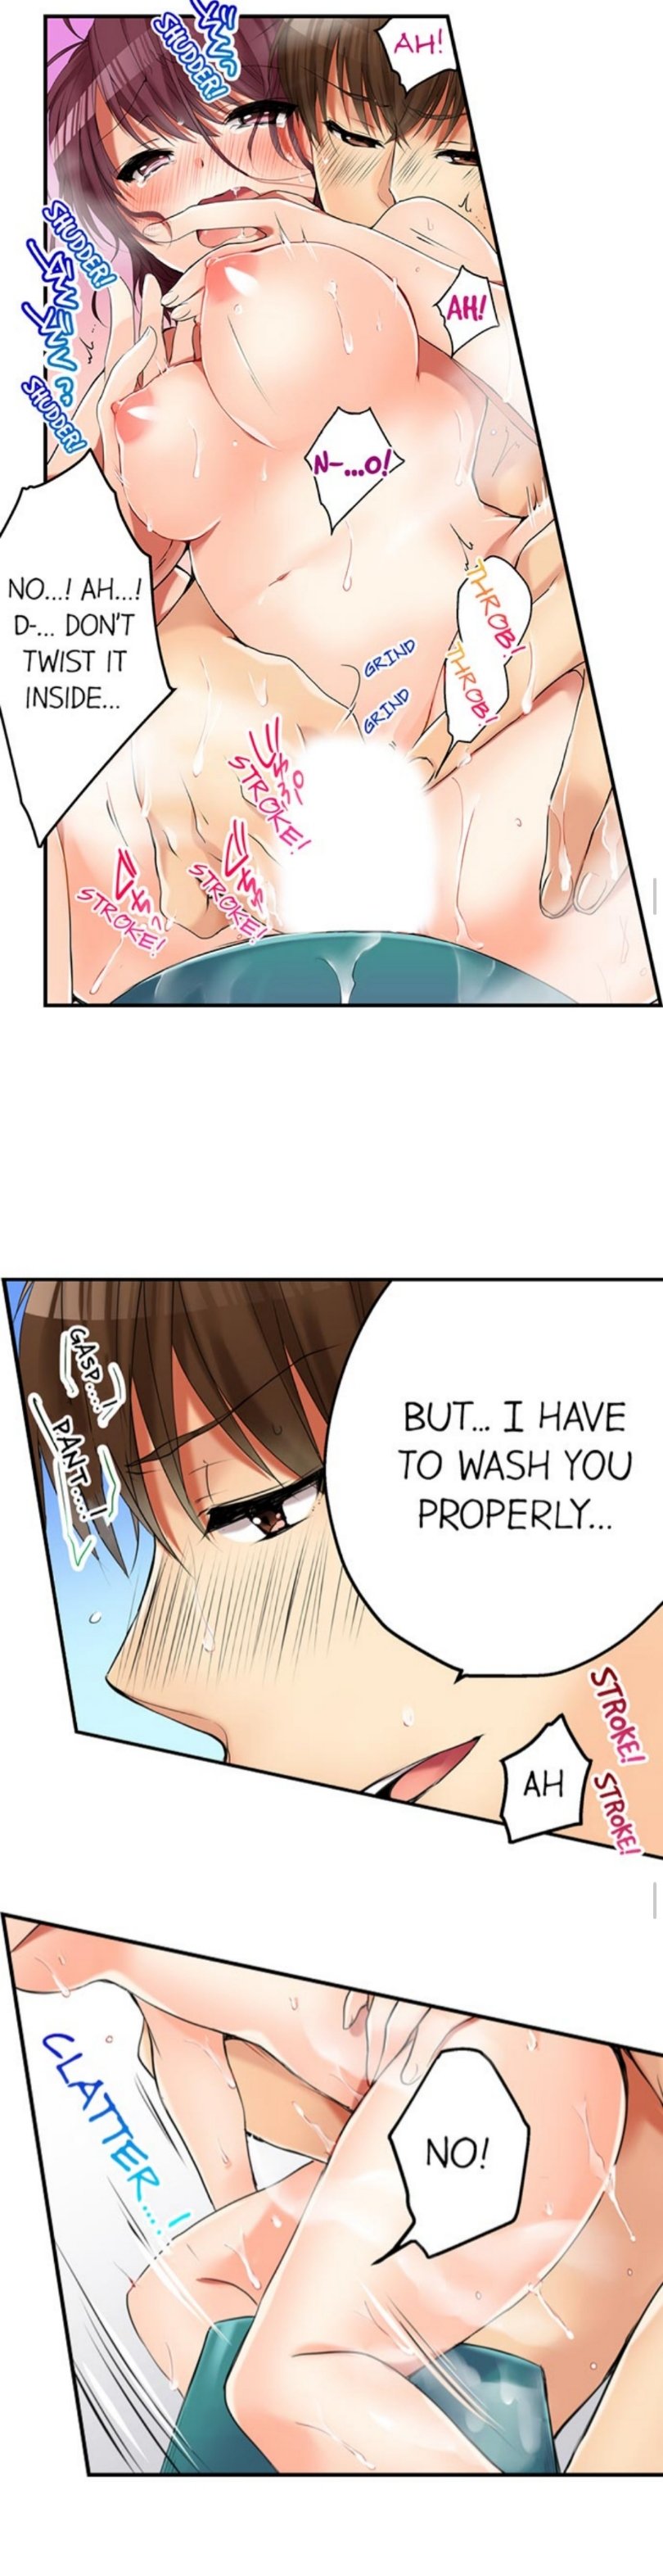 SHUDDER!
AH!
SHUDDER!
AH!
SHUDDER!
N-...O!
NO...! AH...!
D-... DON'T
TWIST IT
INSIDE...
THROB!
THROB!
GRIND
GRIND
STROKE!
STROKE!
STROKE!
GASP...!
PANT...!
BUT... I HAVE
TO WASH YOU
PROPERLY...
STROKE!
AH
STROKE!
CLATTER...!
NO!